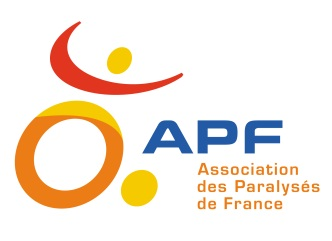 APF
Association
des Paralysés
de France